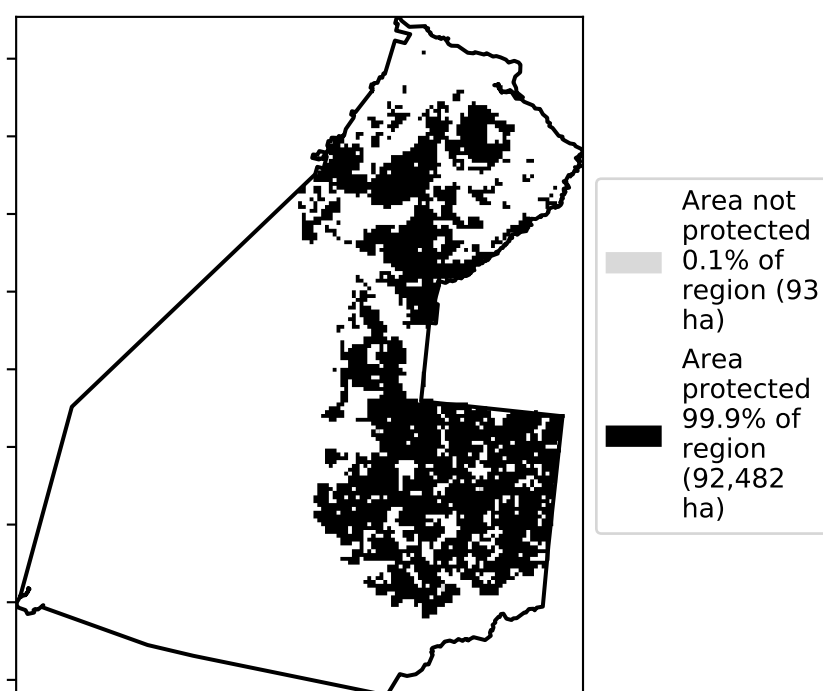 Area not
protected
0.1% of
region (93
ha)
Area
protected
99.9% of
region
(92,482
ha)